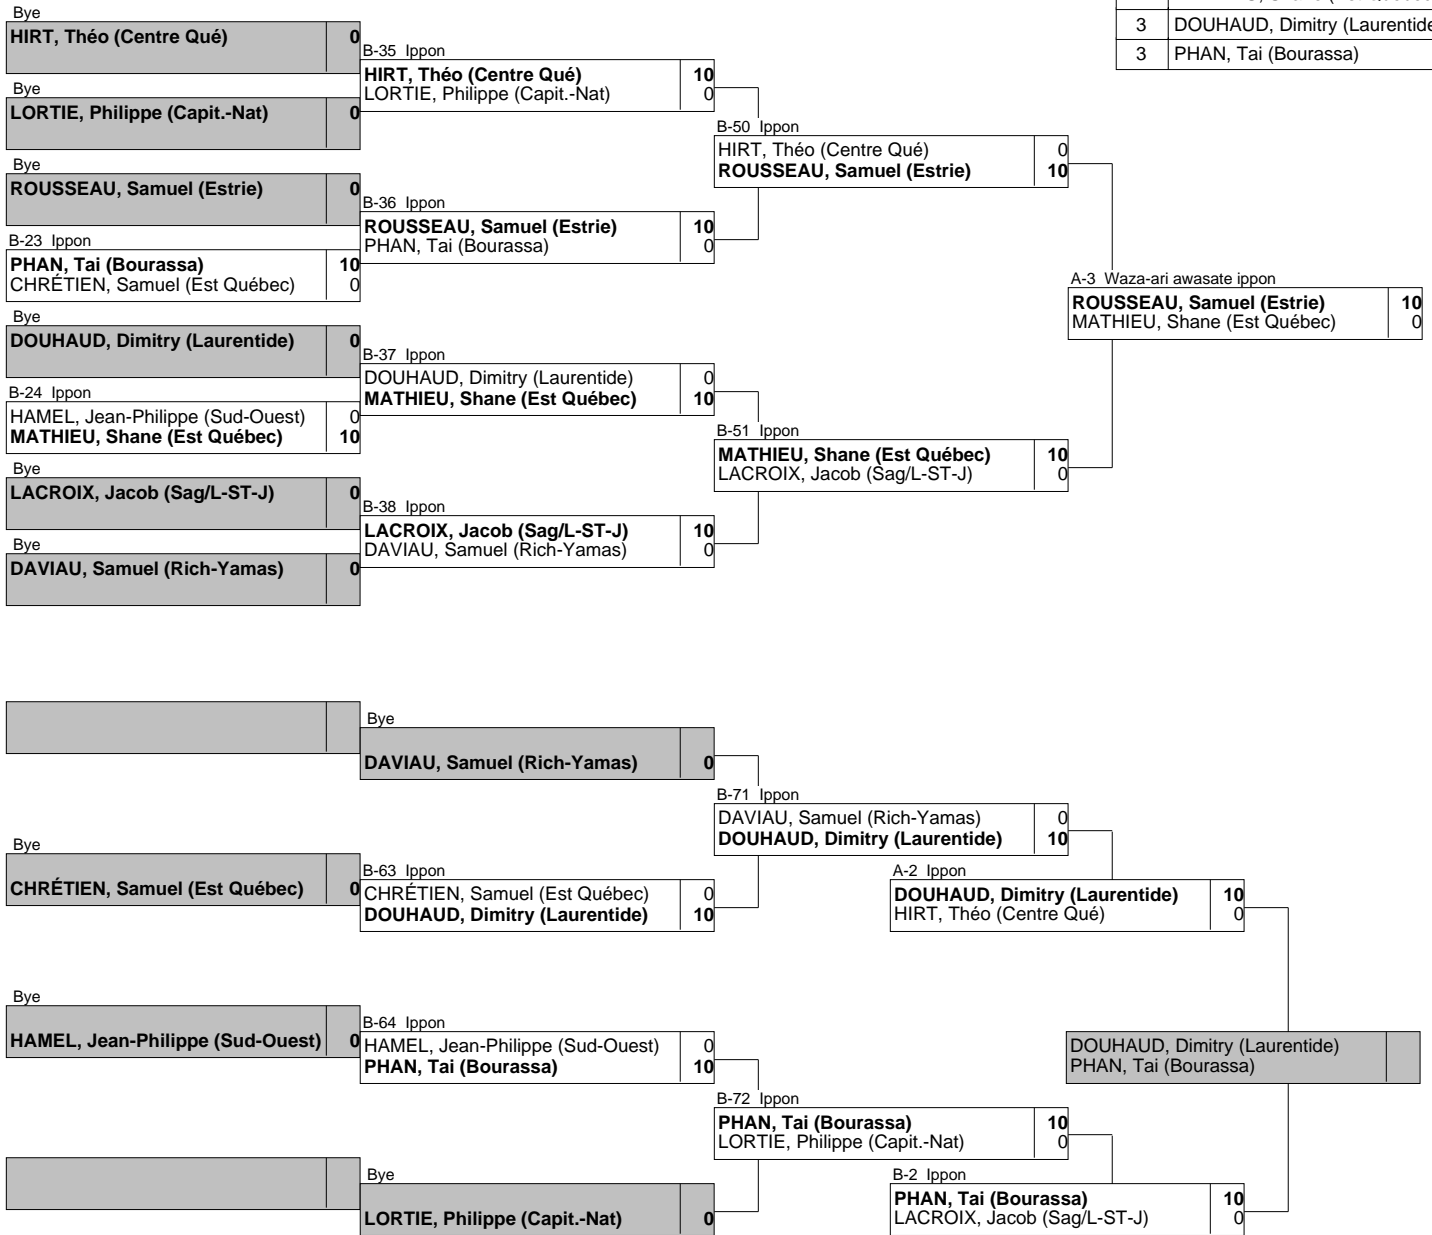 3 DOUHAUD, Dimitry (Laurentide
3 PHAN, Tai (Bourassa)
Bye
HIRT, Théo (Centre Qué) 0
Bye
LORTIE, Philippe (Capit.-Nat) 0
Bye
ROUSSEAU, Samuel (Estrie) 0
B-23 Ippon
PHAN, Tai (Bourassa) 10
CHRÉTIEN, Samuel (Est Québec) 0
Bye
DOUHAUD, Dimitry (Laurentide) 0
B-24 Ippon
HAMEL, Jean-Philippe (Sud-Ouest) 0
MATHIEU, Shane (Est Québec) 10
Bye
LACROIX, Jacob (Sag/L-ST-J) 0
Bye
DAVIAU, Samuel (Rich-Yamas) 0
B-35 Ippon
HIRT, Théo (Centre Qué) 10
LORTIE, Philippe (Capit.-Nat) 0
B-36 Ippon
ROUSSEAU, Samuel (Estrie) 10
PHAN, Tai (Bourassa) 0
B-37 Ippon
DOUHAUD, Dimitry (Laurentide) 0
MATHIEU, Shane (Est Québec) 10
B-38 Ippon
LACROIX, Jacob (Sag/L-ST-J) 10
DAVIAU, Samuel (Rich-Yamas) 0
B-50 Ippon
HIRT, Théo (Centre Qué) 0
ROUSSEAU, Samuel (Estrie) 10
B-51 Ippon
MATHIEU, Shane (Est Québec) 10
LACROIX, Jacob (Sag/L-ST-J) 0
A-3 Waza-ari awasate ippon
ROUSSEAU, Samuel (Estrie) 10
MATHIEU, Shane (Est Québec) 0
Bye
DAVIAU, Samuel (Rich-Yamas) 0
Bye
CHRÉTIEN, Samuel (Est Québec) 0
B-63 Ippon
CHRÉTIEN, Samuel (Est Québec) 0
DOUHAUD, Dimitry (Laurentide) 10
B-71 Ippon
DAVIAU, Samuel (Rich-Yamas) 0
DOUHAUD, Dimitry (Laurentide) 10
A-2 Ippon
DOUHAUD, Dimitry (Laurentide) 10
HIRT, Théo (Centre Qué) 0
Bye
HAMEL, Jean-Philippe (Sud-Ouest) 0
B-64 Ippon
HAMEL, Jean-Philippe (Sud-Ouest) 0
PHAN, Tai (Bourassa) 10
Bye
LORTIE, Philippe (Capit.-Nat) 0
B-72 Ippon
PHAN, Tai (Bourassa) 10
LORTIE, Philippe (Capit.-Nat) 0
B-2 Ippon
PHAN, Tai (Bourassa) 10
LACROIX, Jacob (Sag/L-ST-J) 0
DOUHAUD, Dimitry (Laurentide)
PHAN, Tai (Bourassa)